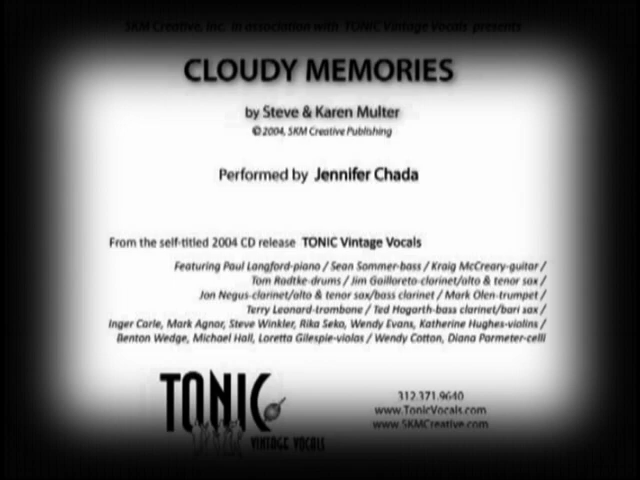 SKM Creative, Inc. in association with TONIC Vintage Vocals presents
CLOUDY MEMORIES
by Steve & Karen Multer
©2004, SKM Creative Publishing
Performed by Jennifer Chada
From the self-titled 2004 CD release TONIC Vintage Vocals
Featuring Paul Langford-piano / Sean Sommer-bass / Kraig McCreary-guitar /
Tom Radtke-drums / Jim Gailloreto-clarinet/alto & tenor sax /
Jon Negus-clarinet/alto & tenor sax/bass clarinet / Mark Olen-trumpet /
Terry Leonard-trombone / Ted Hogarth-bass clarinet/bari sax /
Inger Carle, Mark Agnor, Steve Winkler, Rika Seko, Wendy Evans, Katherine Hughes-violins /
Benton Wedge, Michael Hall, Loretta Gilespie-violas / Wendy Cotton, Diana Parmeter-celli
TONIC
VINTAGE VOCALS
312.371.9640
www.TonicVocals.com
www.SKMCreative.com